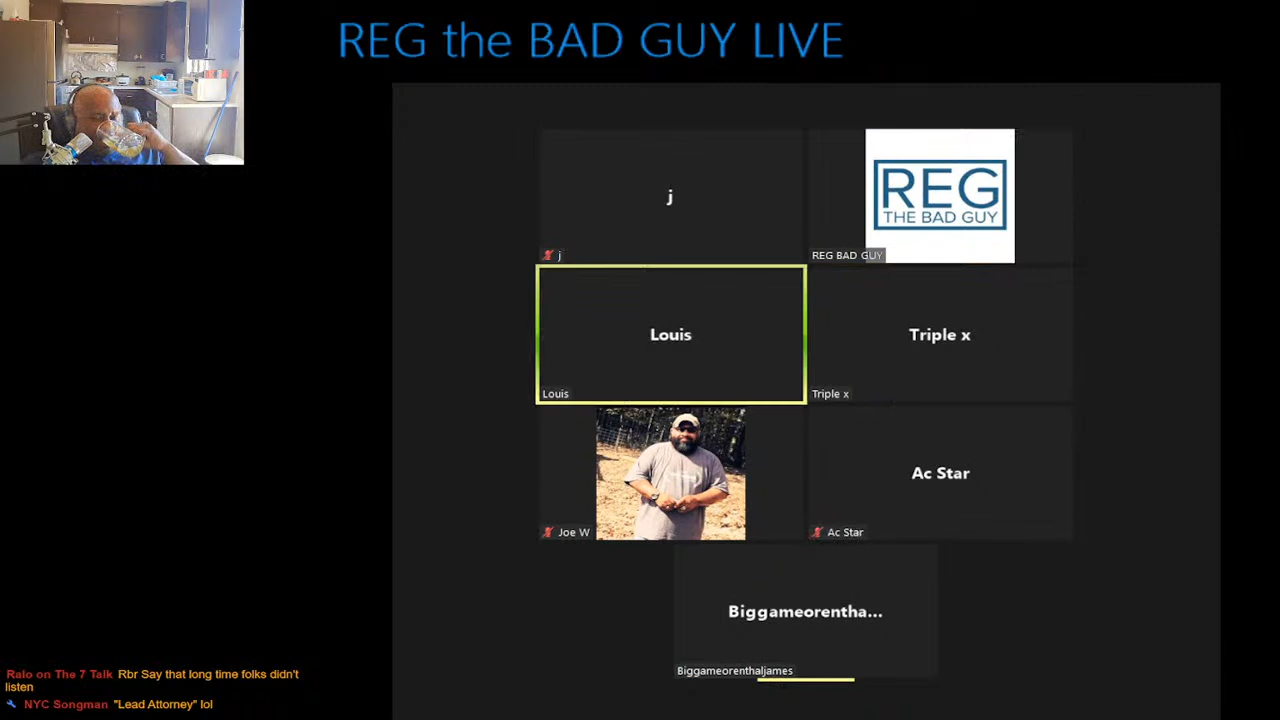 REG the BAD GUY LIVE
j
j
REG
THE BAD GUY
REG BAD GUY
Louis
Louis
Triple x
Triple x
Joe W
Ac Star
Ac Star
Biggameorentha...
Biggameorenthaljames
Ralo on The 7 Talk Rbr Say that long time folks didn't
listen
NYC Songman "Lead Attorney" lol